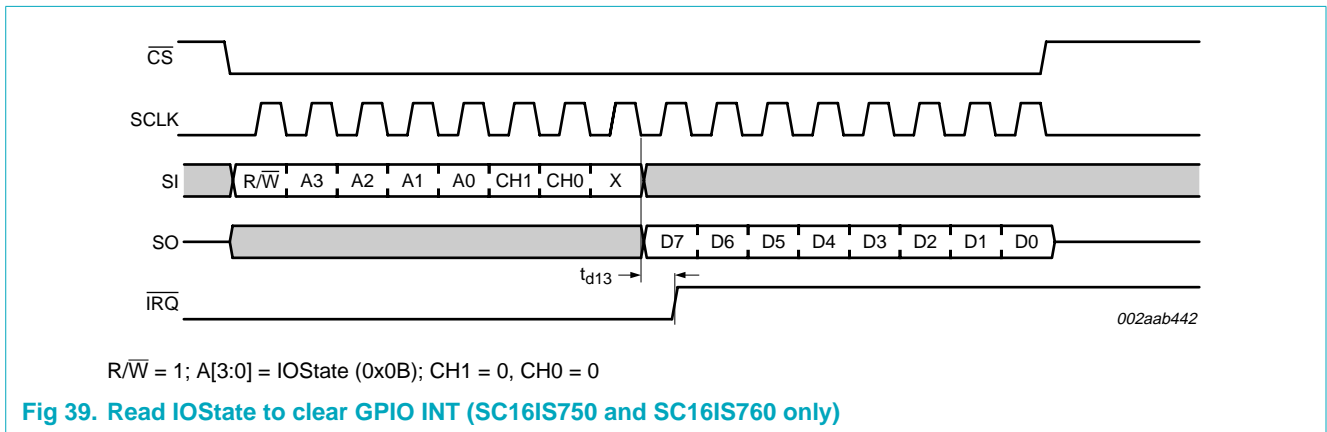 CS
SCLK
SI R/W A3 A2 A1 A0 CH1 CH0 X
SO D7 D6 D5 D4 D3 D2 D1 D0
td13
IRQ
002aab442
R/W = 1; A[3:0] = IOState (0x0B); CH1 = 0, CH0 = 0
Fig 39. Read IOState to clear GPIO INT (SC16IS750 and SC16IS760 only)